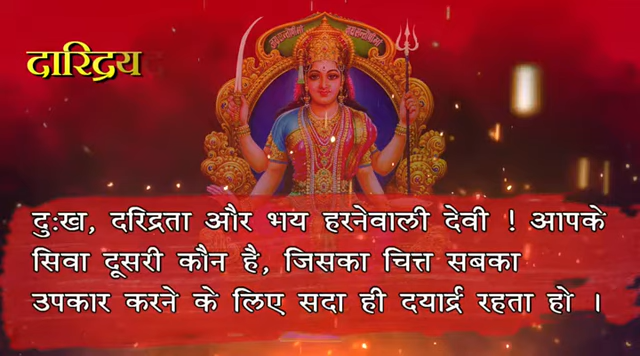 दारिद्रय
दुःख, दरिद्रता और भय हरनेवाली देवी ! आपके
सिवा दूसरी कौन है, जिसका चित्त सबका
उपकार करने के लिए सदा ही दयार्द्र रहता हो ।